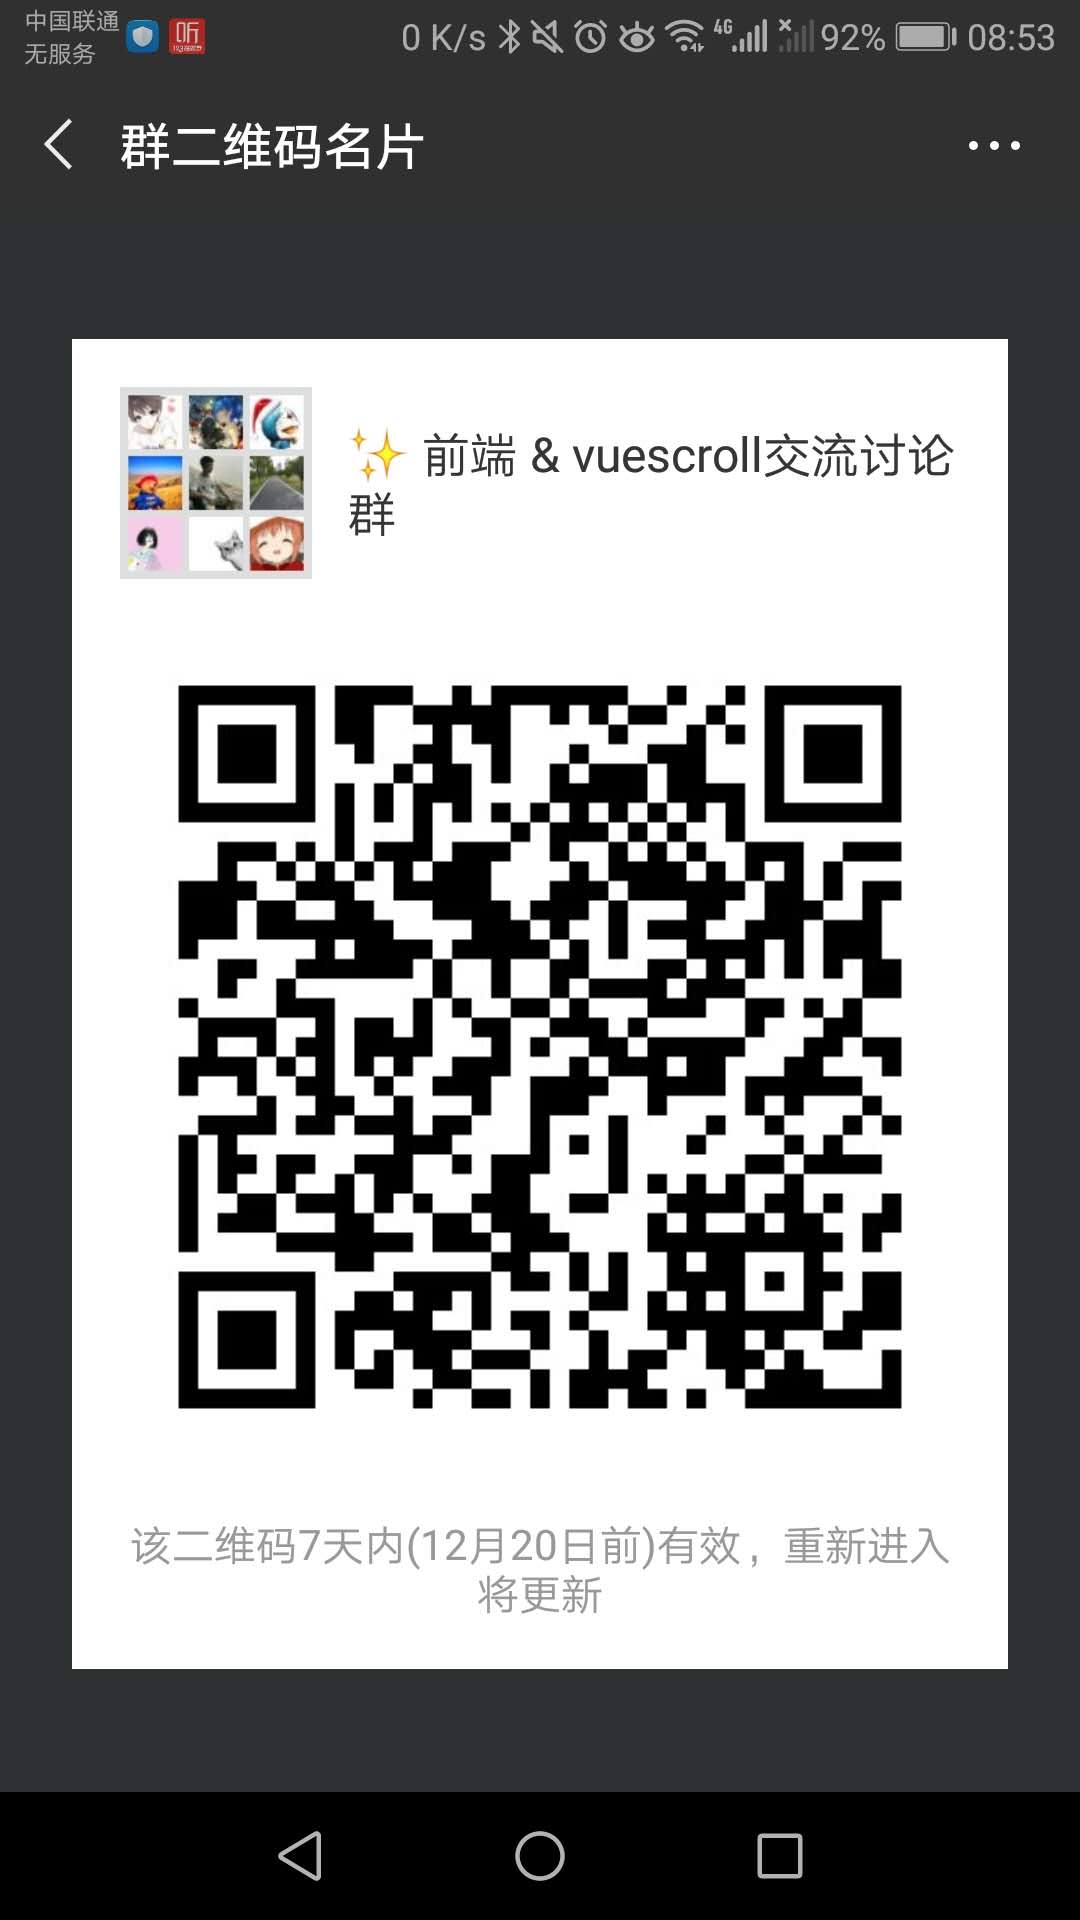 中国联通
无服务
听
0 K/s
4G
92%
08:53
群二维码名片
✨ 前端 & vuescroll交流讨论
群
该二维码7天内(12月20日前)有效，重新进入
将更新